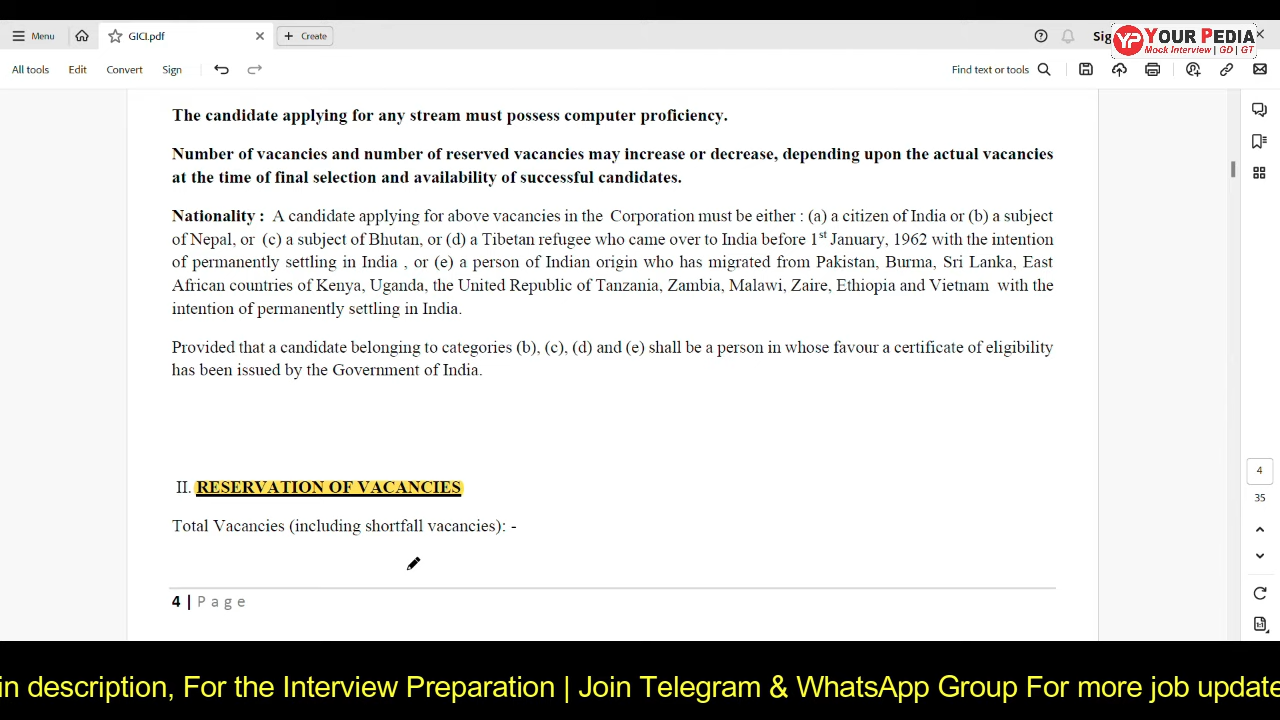 Menu
GICI.pdf
Create
Sig
YP YOUR PEDIA
Mock Interview | GD | GT
All tools Edit Convert Sign
Find text or tools
The candidate applying for any stream must possess computer proficiency.
Number of vacancies and number of reserved vacancies may increase or decrease, depending upon the actual vacancies
at the time of final selection and availability of successful candidates.
Nationality : A candidate applying for above vacancies in the Corporation must be either : (a) a citizen of India or (b) a subject
of Nepal, or (c) a subject of Bhutan, or (d) a Tibetan refugee who came over to India before 1st January, 1962 with the intention
of permanently settling in India , or (e) a person of Indian origin who has migrated from Pakistan, Burma, Sri Lanka, East
African countries of Kenya, Uganda, the United Republic of Tanzania, Zambia, Malawi, Zaire, Ethiopia and Vietnam with the
intention of permanently settling in India.
Provided that a candidate belonging to categories (b), (c), (d) and (e) shall be a person in whose favour a certificate of eligibility
has been issued by the Government of India.
II. RESERVATION OF VACANCIES
Total Vacancies (including shortfall vacancies): -
4 | Page
4
35
in description, For the Interview Preparation | Join Telegram & WhatsApp Group For more job update